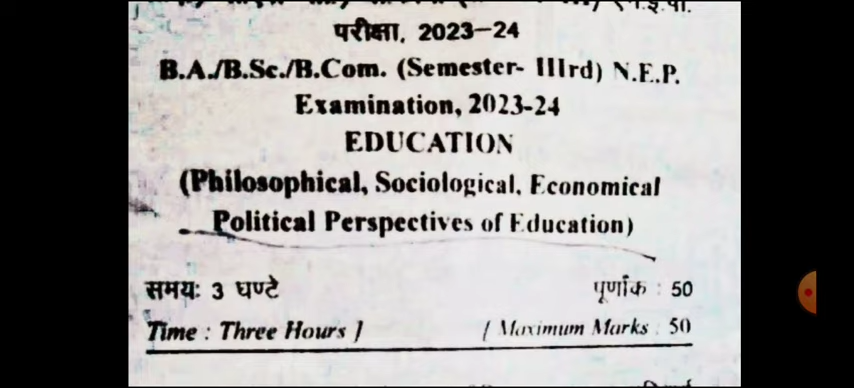 एन.ई.पी.
परीक्षा, 2023-24
B.A./B.Sc./B.Com. (Semester- IIIrd) N.E.P.
Examination, 2023-24
EDUCATION
(Philosophical, Sociological, Economical
Political Perspectives of Education)
समयः 3 घण्टे पूर्णांक : 50
Time : Three Hours ] [ Maximum Marks : 50